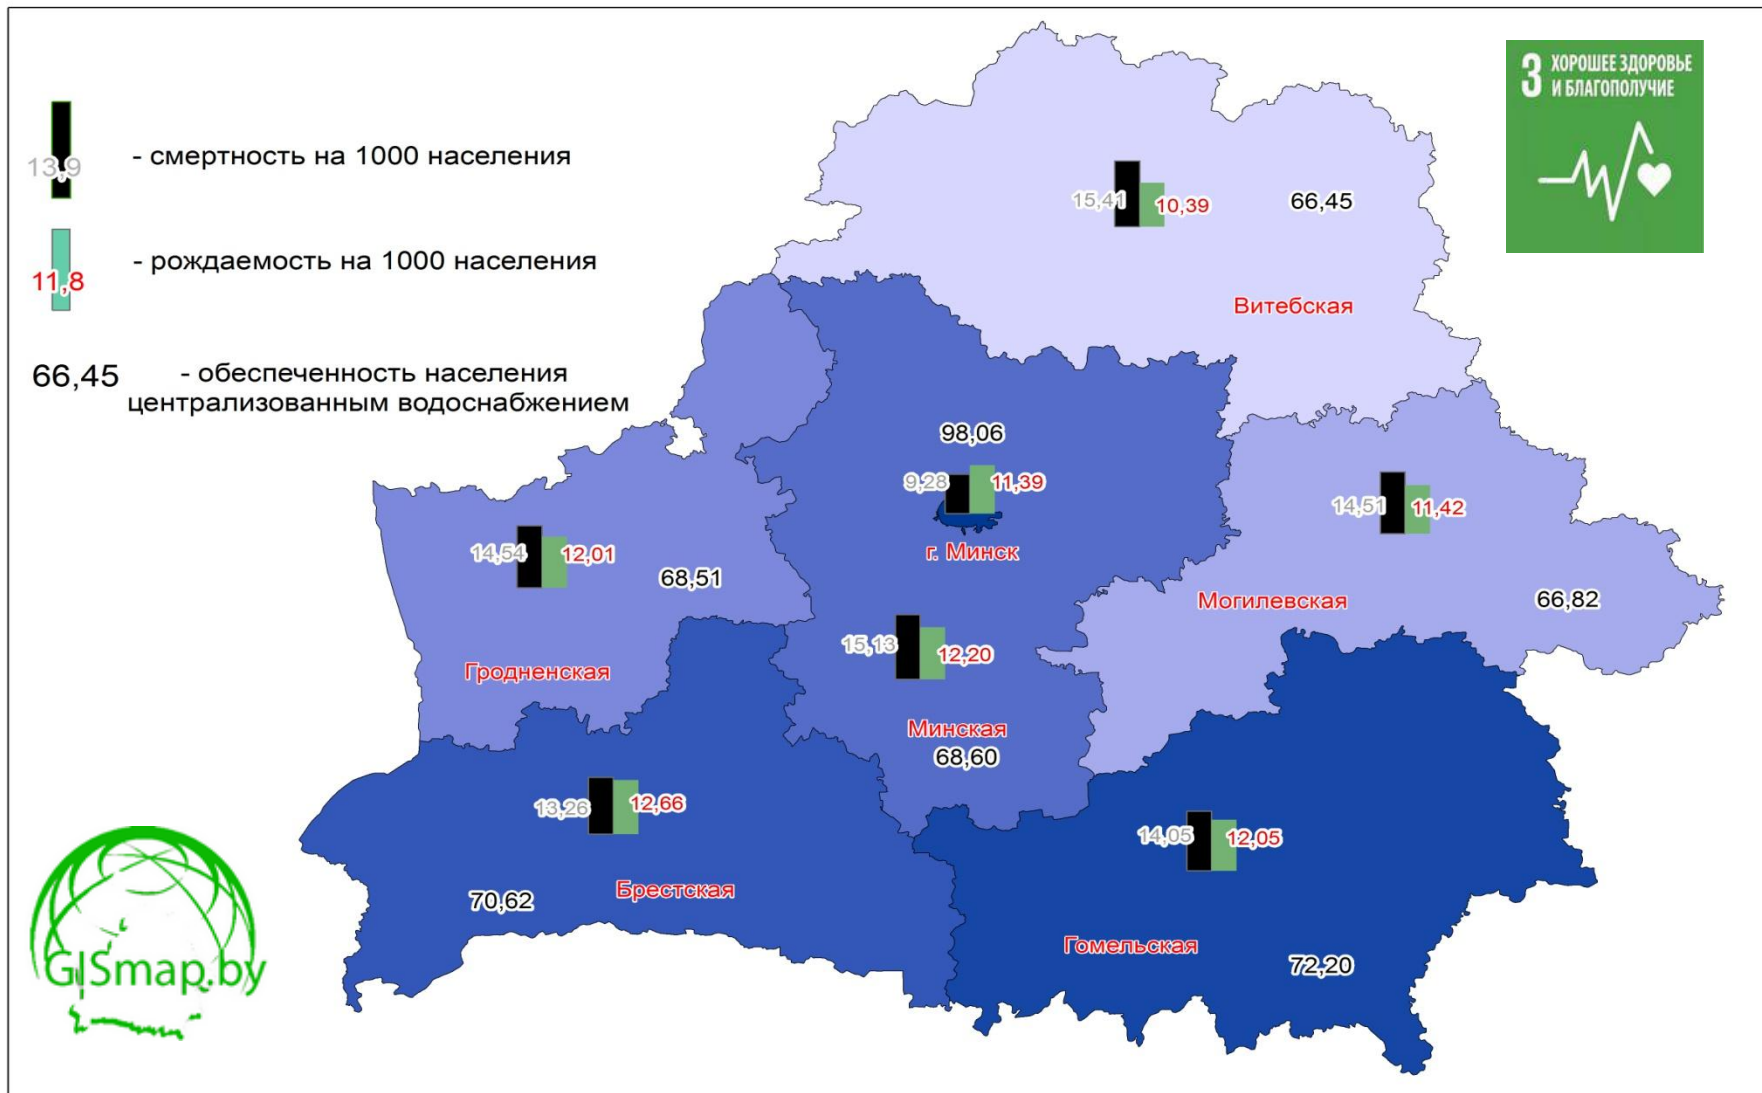 13,9
- смертность на 1000 населения
11,8
- рождаемость на 1000 населения
66,45
- обеспеченность населения
централизованным водоснабжением
3 ХОРОШЕЕ ЗДОРОВЬЕ
И БЛАГОПОЛУЧИЕ
15,41
10,39
66,45
Витебская
98,06
9,28
11,39
г. Минск
14,51
11,42
Могилевская
66,82
14,54
12,01
68,51
Гродненская
15,13
12,20
Минская
68,60
13,26
12,66
Брестская
70,62
14,05
12,05
Гомельская
72,20
GISmap.by